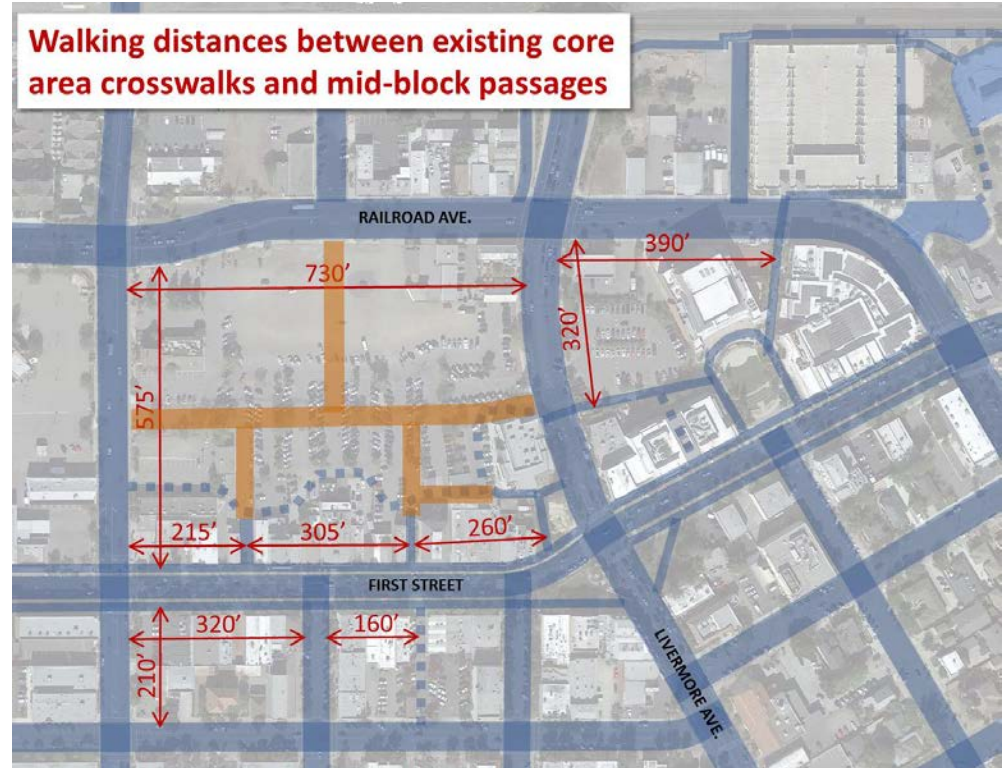 Walking distances between existing core
area crosswalks and mid-block passages
RAILROAD AVE.
730’
390’
320’
575’
215’
305’
260’
FIRST STREET
320’
160’
210’
LIVERMORE AVE.